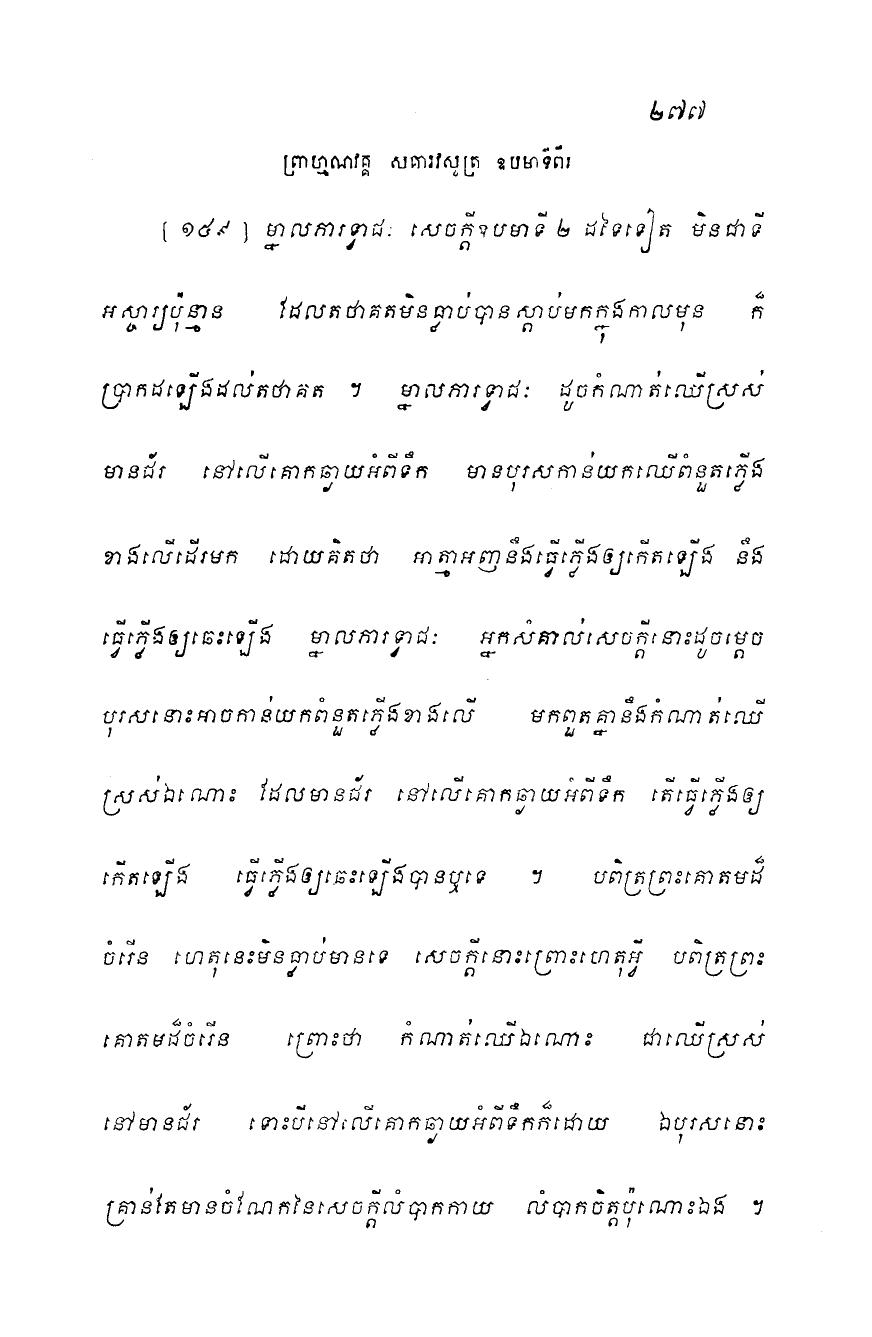 ២៧៧
ព្រាហ្មណវគ្គ សគារវសូត្រ ឧបមាទីពីរ
[ ១៤៩ ] ម្នាលភារទ្វាជៈ សេចក្តីឧបមាទី ២ ដទៃទៀត មិនជាទី
អស្ចារ្យប៉ុន្មាន ដែលតថាគតមិនធ្លាប់បានស្តាប់មកក្នុងកាលមុន ក៏
ប្រាកដឡើងដល់តថាគត ។ ម្នាលភារទ្វាជៈ ដូចកំណាត់ឈើស្រស់
មានជ័រ នៅលើគោកឆ្ងាយអំពីទឹក មានបុរសកាន់យកឈើពំនួតភ្លើង
ខាងលើដើរមក ដោយគិតថា អាត្មាអញនឹងធ្វើភ្លើងឲ្យកើតឡើង នឹង
ធ្វើភ្លើងឲ្យឆេះឡើង ម្នាលភារទ្វាជៈ អ្នកសំគាល់សេចក្តីនោះដូចម្តេច
បុរសនោះអាចកាន់យកពំនួតភ្លើងខាងលើ មកពួតគ្នានឹងកំណាត់ឈើ
ស្រស់ឯណោះ ដែលមានជ័រ នៅលើគោកឆ្ងាយអំពីទឹក តើធ្វើភ្លើងឲ្យ
កើតឡើង ធ្វើភ្លើងឲ្យឆេះឡើងបានឬទេ ។ បពិត្រព្រះគោតមដ៏
ចំរើន ហេតុនេះមិនធ្លាប់មានទេ សេចក្តីនោះព្រោះហេតុអ្វី បពិត្រព្រះ
គោតមដ៏ចំរើន ព្រោះថា កំណាត់ឈើឯណោះ ជាឈើស្រស់
នៅមានជ័រ ទោះបីនៅលើគោកឆ្ងាយអំពីទឹកក៏ដោយ ឯបុរសនោះ
គ្រាន់តែមានចំណែកនៃសេចក្តីលំបាកកាយ លំបាកចិត្តប៉ុណោះឯង ។